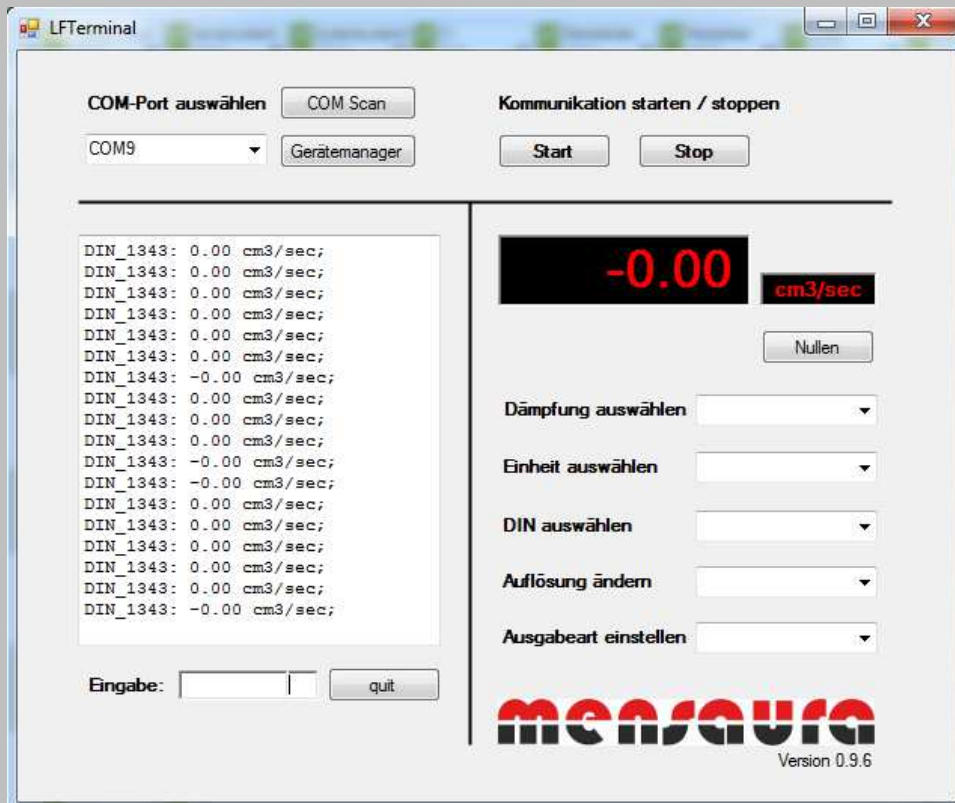 LFTerminal
COM-Port auswählen
COM Scan
COM9
Gerätemanager
Kommunikation starten / stoppen
Start
Stop
DIN_1343: 0.00 cm3/sec;
DIN_1343: 0.00 cm3/sec;
DIN_1343: 0.00 cm3/sec;
DIN_1343: 0.00 cm3/sec;
DIN_1343: 0.00 cm3/sec;
DIN_1343: 0.00 cm3/sec;
DIN_1343: -0.00 cm3/sec;
DIN_1343: 0.00 cm3/sec;
DIN_1343: 0.00 cm3/sec;
DIN_1343: 0.00 cm3/sec;
DIN_1343: -0.00 cm3/sec;
DIN_1343: -0.00 cm3/sec;
DIN_1343: 0.00 cm3/sec;
DIN_1343: 0.00 cm3/sec;
DIN_1343: 0.00 cm3/sec;
DIN_1343: 0.00 cm3/sec;
DIN_1343: 0.00 cm3/sec;
DIN_1343: -0.00 cm3/sec;
Eingabe:
quit
-0.00
cm3/sec
Nullen
Dämpfung auswählen
Einheit auswählen
DIN auswählen
Auflösung ändern
Ausgabeart einstellen
mensaura
Version 0.9.6